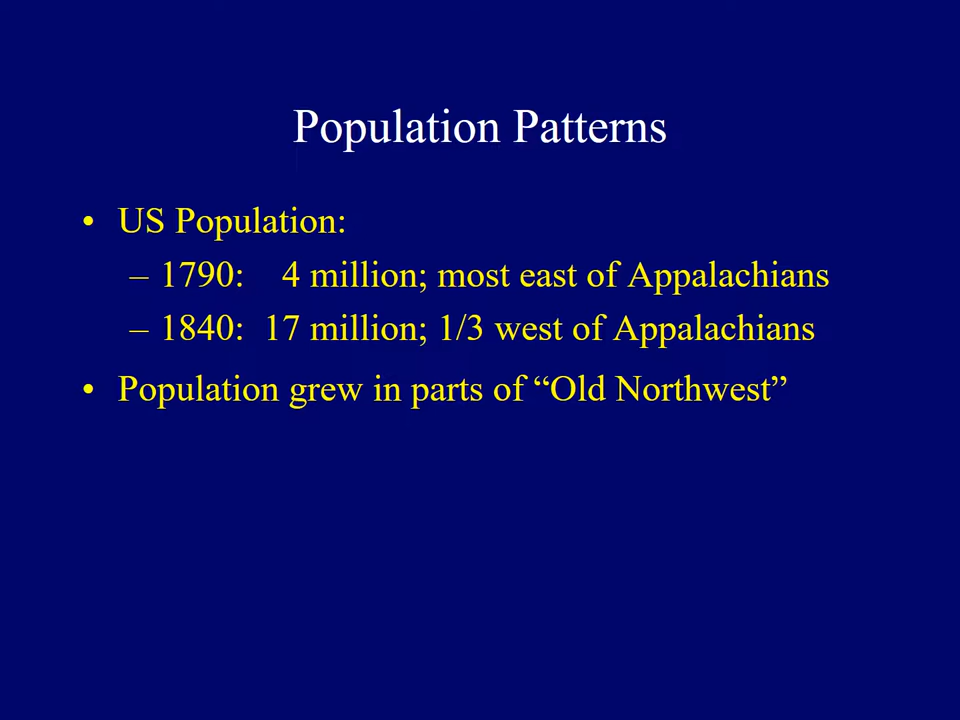 Population Patterns
• US Population:
– 1790: 4 million; most east of Appalachians
– 1840: 17 million; 1/3 west of Appalachians
• Population grew in parts of “Old Northwest”